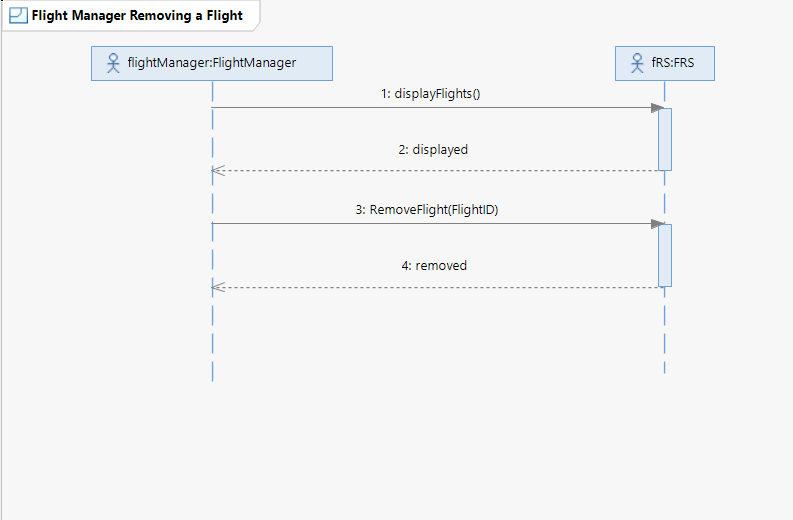 Flight Manager Removing a Flight
flightManager:FlightManager
fRS:FRS
1: displayFlights()
2: displayed
3: RemoveFlight(FlightID)
4: removed